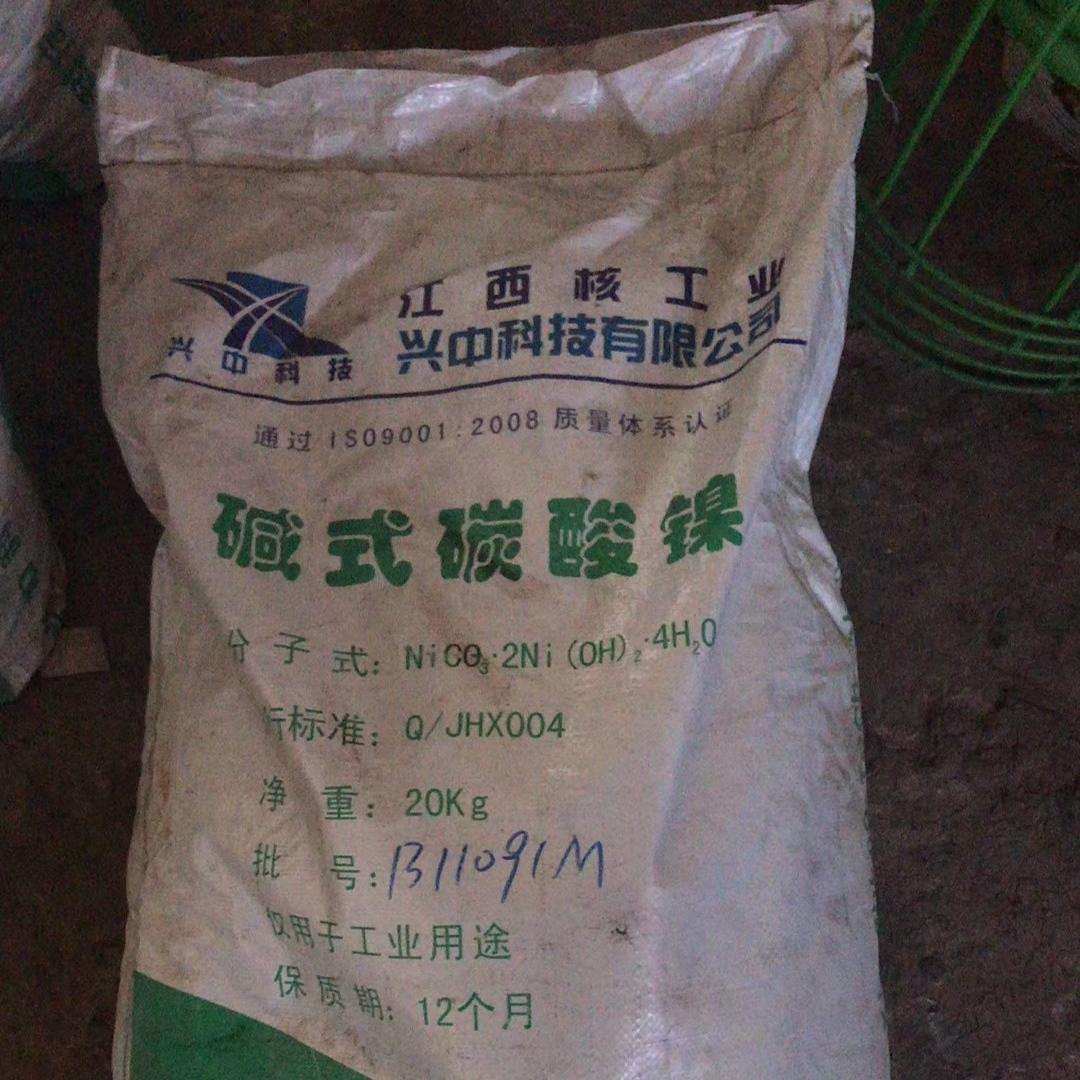 江西核工业
兴中科技
兴中科技有限公司
通过ISO9001:2008质量体系认证
碱式碳酸镍
分子式：NiCO₃·2Ni(OH)₂·4H₂O
行标准：Q/JHX004
净重：20Kg
批号：B11091M
仅用于工业用途
保质期：12个月